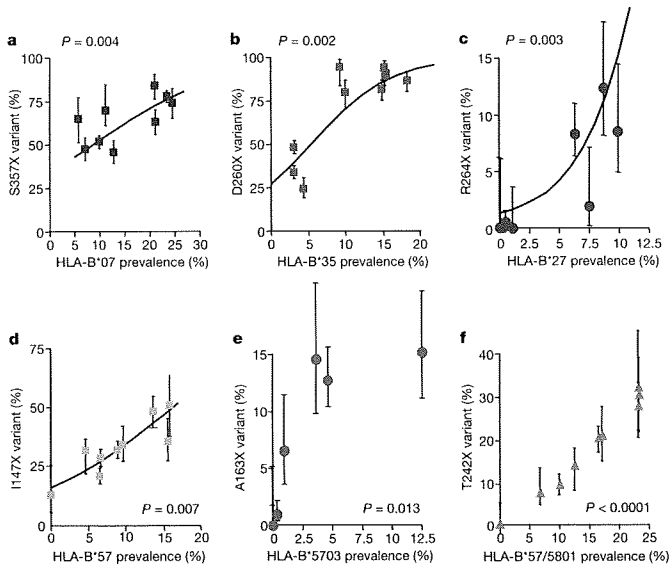 a
P = 0.004
S357X variant (%)
100
75
50
25
0
0 5 10 15 20 25 30
HLA-B*07 prevalence (%)
b
P = 0.002
D260X variant (%)
100
75
50
25
0
0 5 10 15 20
HLA-B*35 prevalence (%)
c
P = 0.003
R264X variant (%)
15
10
5
0
0 2.5 5 7.5 10 12.5
HLA-B*27 prevalence (%)
d
I147X variant (%)
75
50
25
0
P = 0.007
0 5 10 15 20
HLA-B*57 prevalence (%)
e
A163X variant (%)
15
10
5
0
P = 0.013
0 2.5 5 7.5 10 12.5
HLA-B*5703 prevalence (%)
f
T242X variant (%)
40
30
20
10
0
P < 0.0001
0 5 10 15 20 25
HLA-B*57/5801 prevalence (%)